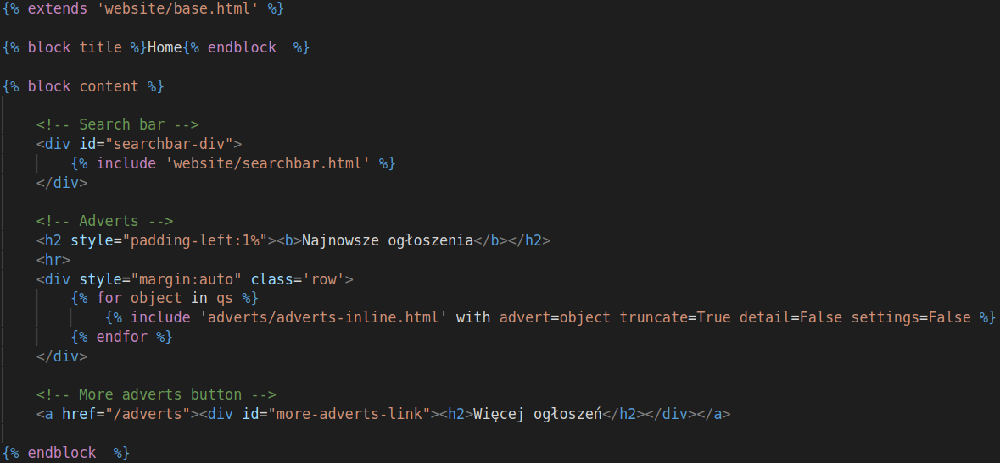 {% extends 'website/base.html' %}
{% block title %}Home{% endblock  %}
{% block content %}
<!-- Search bar -->
<div id="searchbar-div">
{% include 'website/searchbar.html' %}
</div>
<!-- Adverts -->
<h2 style="padding-left:1%"><b>Najnowsze ogłoszenia</b></h2>
<hr>
<div style="margin:auto" class='row'>
{% for object in qs %}
{% include 'adverts/adverts-inline.html' with advert=object truncate=True detail=False settings=False %}
{% endfor %}
</div>
<!-- More adverts button -->
<a href="/adverts"><div id="more-adverts-link"><h2>Więcej ogłoszeń</h2></div></a>
{% endblock  %}